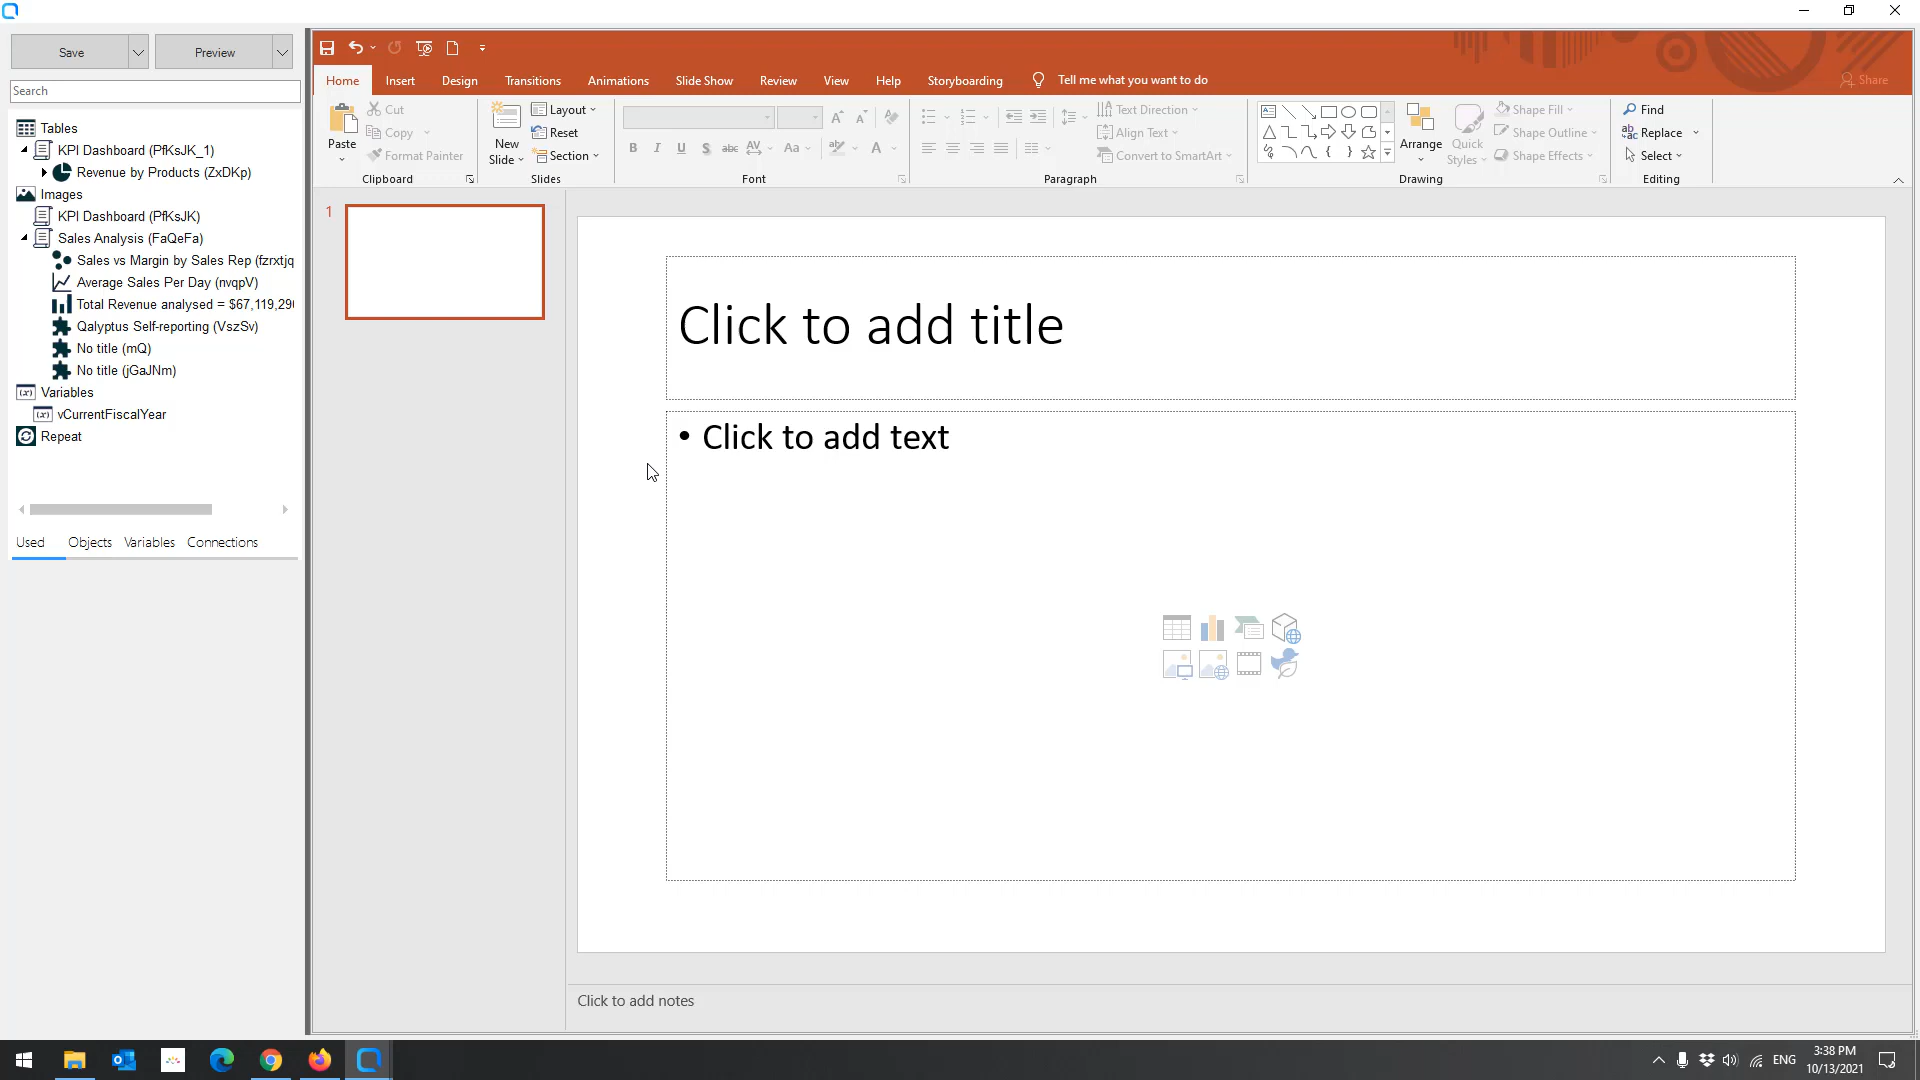 Save
Preview
Search
Tables
KPI Dashboard (PfKsJK_1)
Revenue by Products (ZxDKp)
Images
KPI Dashboard (PfKsJK)
Sales Analysis (FaQeFa)
Sales vs Margin by Sales Rep (fzrxtjq
Average Sales Per Day (nvqpV)
Total Revenue analysed = $67,119,29
Qalyptus Self-reporting (VszSv)
No title (mQ)
No title (jGaJNm)
Variables
vCurrentFiscalYear
Repeat
Used Objects Variables Connections
Home Insert Design Transitions Animations Slide Show Review View Help Storyboarding Tell me what you want to do Share
Paste
Cut
Copy
Format Painter
Clipboard
New Slide
Layout
Reset
Section
Slides
B I U S abc AV Aa A
Font
Text Direction
Align Text
Convert to SmartArt
Paragraph
Arrange
Quick Styles
Shape Fill
Shape Outline
Shape Effects
Drawing
Find
Replace
Select
Editing
1
Click to add title
• Click to add text
Click to add notes
ENG
3:38 PM
10/13/2021